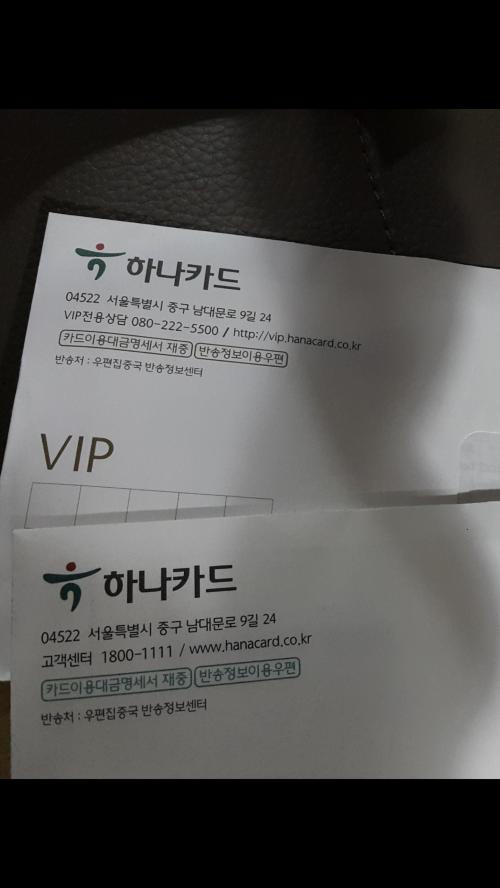 하나카드
04522 서울특별시 중구 남대문로 9길 24
VIP전용상담 080-222-5500 / http://vip.hanacard.co.kr
카드이용대금명세서 재중 반송정보이용우편
반송처 : 우편집중국 반송정보센터
VIP
하나카드
04522 서울특별시 중구 남대문로 9길 24
고객센터 1800-1111 / www.hanacard.co.kr
카드이용대금명세서 재중 반송정보이용우편
반송처 : 우편집중국 반송정보센터